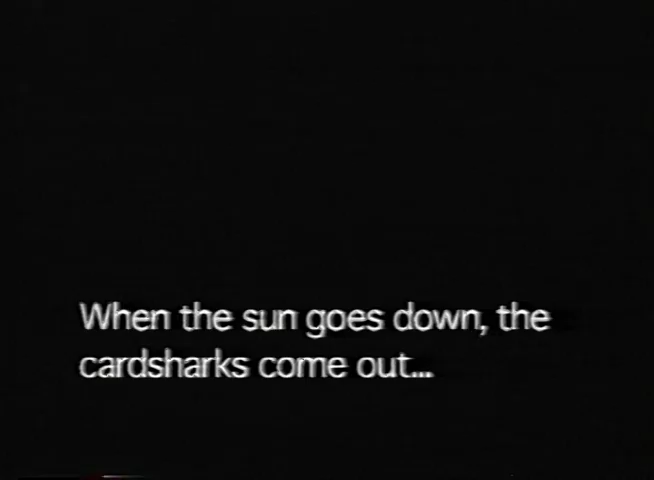 When the sun goes down, the
cardsharks come out...